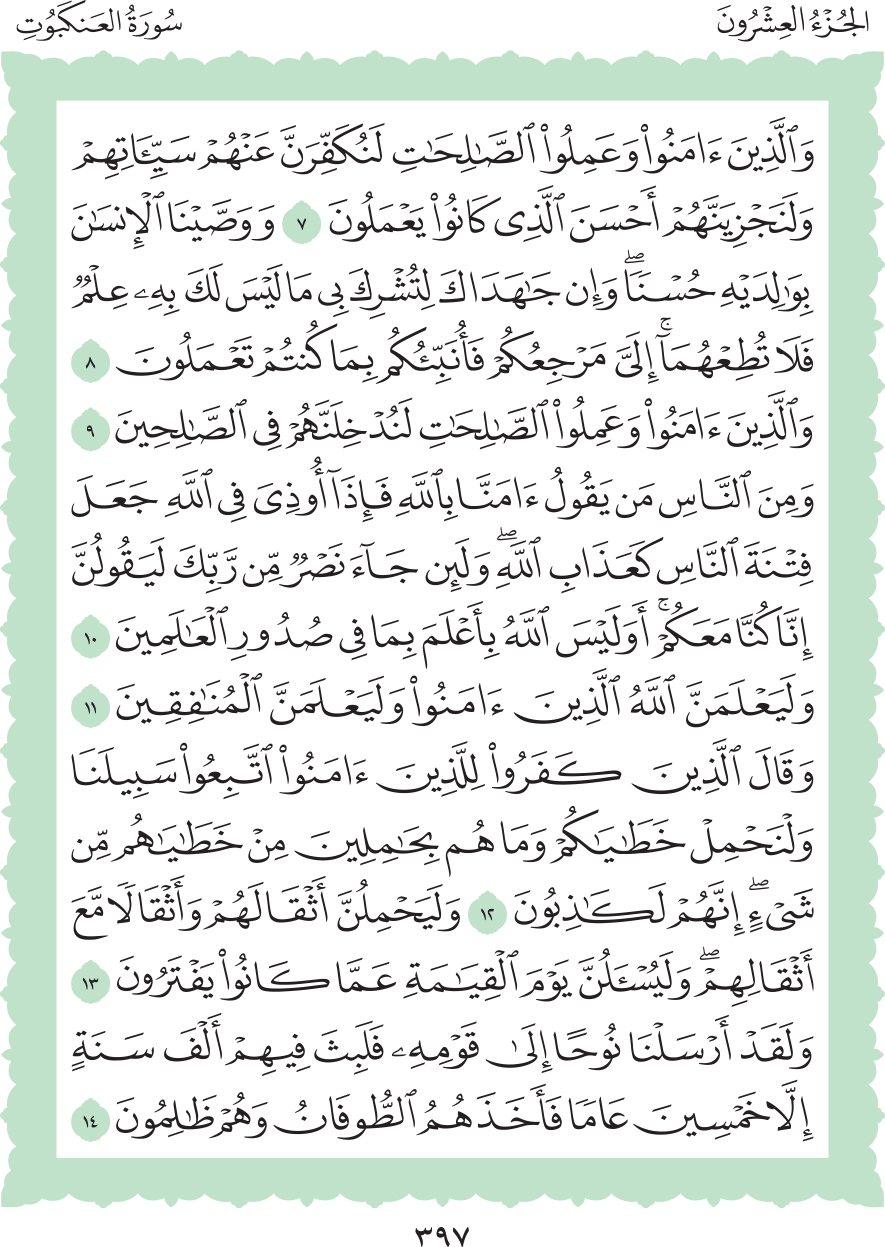 الجُزْءُ العِشْرُونَ
سُورَةُ العَنكَبُوتِ
وَٱلَّذِينَ ءَامَنُوا۟ وَعَمِلُوا۟ ٱلصَّـٰلِحَـٰتِ لَنُكَفِّرَنَّ عَنْهُمْ سَيِّـَٔاتِهِمْ
وَلَنَجْزِيَنَّهُمْ أَحْسَنَ ٱلَّذِى كَانُوا۟ يَعْمَلُونَ ٧ وَوَصَّيْنَا ٱلْإِنسَـٰنَ
بِوَٰلِدَيْهِ حُسْنًا ۖ وَإِن جَـٰهَدَاكَ لِتُشْرِكَ بِى مَا لَيْسَ لَكَ بِهِۦ عِلْمٌ
فَلَا تُطِعْهُمَآ ۚ إِلَىَّ مَرْجِعُكُمْ فَأُنَبِّئُكُم بِمَا كُنتُمْ تَعْمَلُونَ ٨
وَٱلَّذِينَ ءَامَنُوا۟ وَعَمِلُوا۟ ٱلصَّـٰلِحَـٰتِ لَنُدْخِلَنَّهُمْ فِى ٱلصَّـٰلِحِينَ ٩
وَمِنَ ٱلنَّاسِ مَن يَقُولُ ءَامَنَّا بِٱللَّهِ فَإِذَآ أُوذِىَ فِى ٱللَّهِ جَعَلَ
فِتْنَةَ ٱلنَّاسِ كَعَذَابِ ٱللَّهِ ۖ وَلَئِن جَآءَ نَصْرٌ مِّن رَّبِّكَ لَيَقُولُنَّ
إِنَّا كُنَّا مَعَكُمْ ۚ أَوَلَيْسَ ٱللَّهُ بِأَعْلَمَ بِمَا فِى صُدُورِ ٱلْعَـٰلَمِينَ ١٠
وَلَيَعْلَمَنَّ ٱللَّهُ ٱلَّذِينَ ءَامَنُوا۟ وَلَيَعْلَمَنَّ ٱلْمُنَـٰفِقِينَ ١١
وَقَالَ ٱلَّذِينَ كَفَرُوا۟ لِلَّذِينَ ءَامَنُوا۟ ٱتَّبِعُوا۟ سَبِيلَنَا
وَلْنَحْمِلْ خَطَـٰيَـٰكُمْ وَمَا هُم بِحَـٰمِلِينَ مِنْ خَطَـٰيَـٰهُم مِّن
شَىْءٍ ۖ إِنَّهُمْ لَكَـٰذِبُونَ ١٢ وَلَيَحْمِلُنَّ أَثْقَالَهُمْ وَأَثْقَالًا مَّعَ
أَثْقَالِهِمْ ۖ وَلَيُسْـَٔلُنَّ يَوْمَ ٱلْقِيَـٰمَةِ عَمَّا كَانُوا۟ يَفْتَرُونَ ١٣
وَلَقَدْ أَرْسَلْنَا نُوحًا إِلَىٰ قَوْمِهِۦ فَلَبِثَ فِيهِمْ أَلْفَ سَنَةٍ
إِلَّا خَمْسِينَ عَامًا فَأَخَذَهُمُ ٱلطُّوفَانُ وَهُمْ ظَـٰلِمُونَ ١٤
٣٩٧